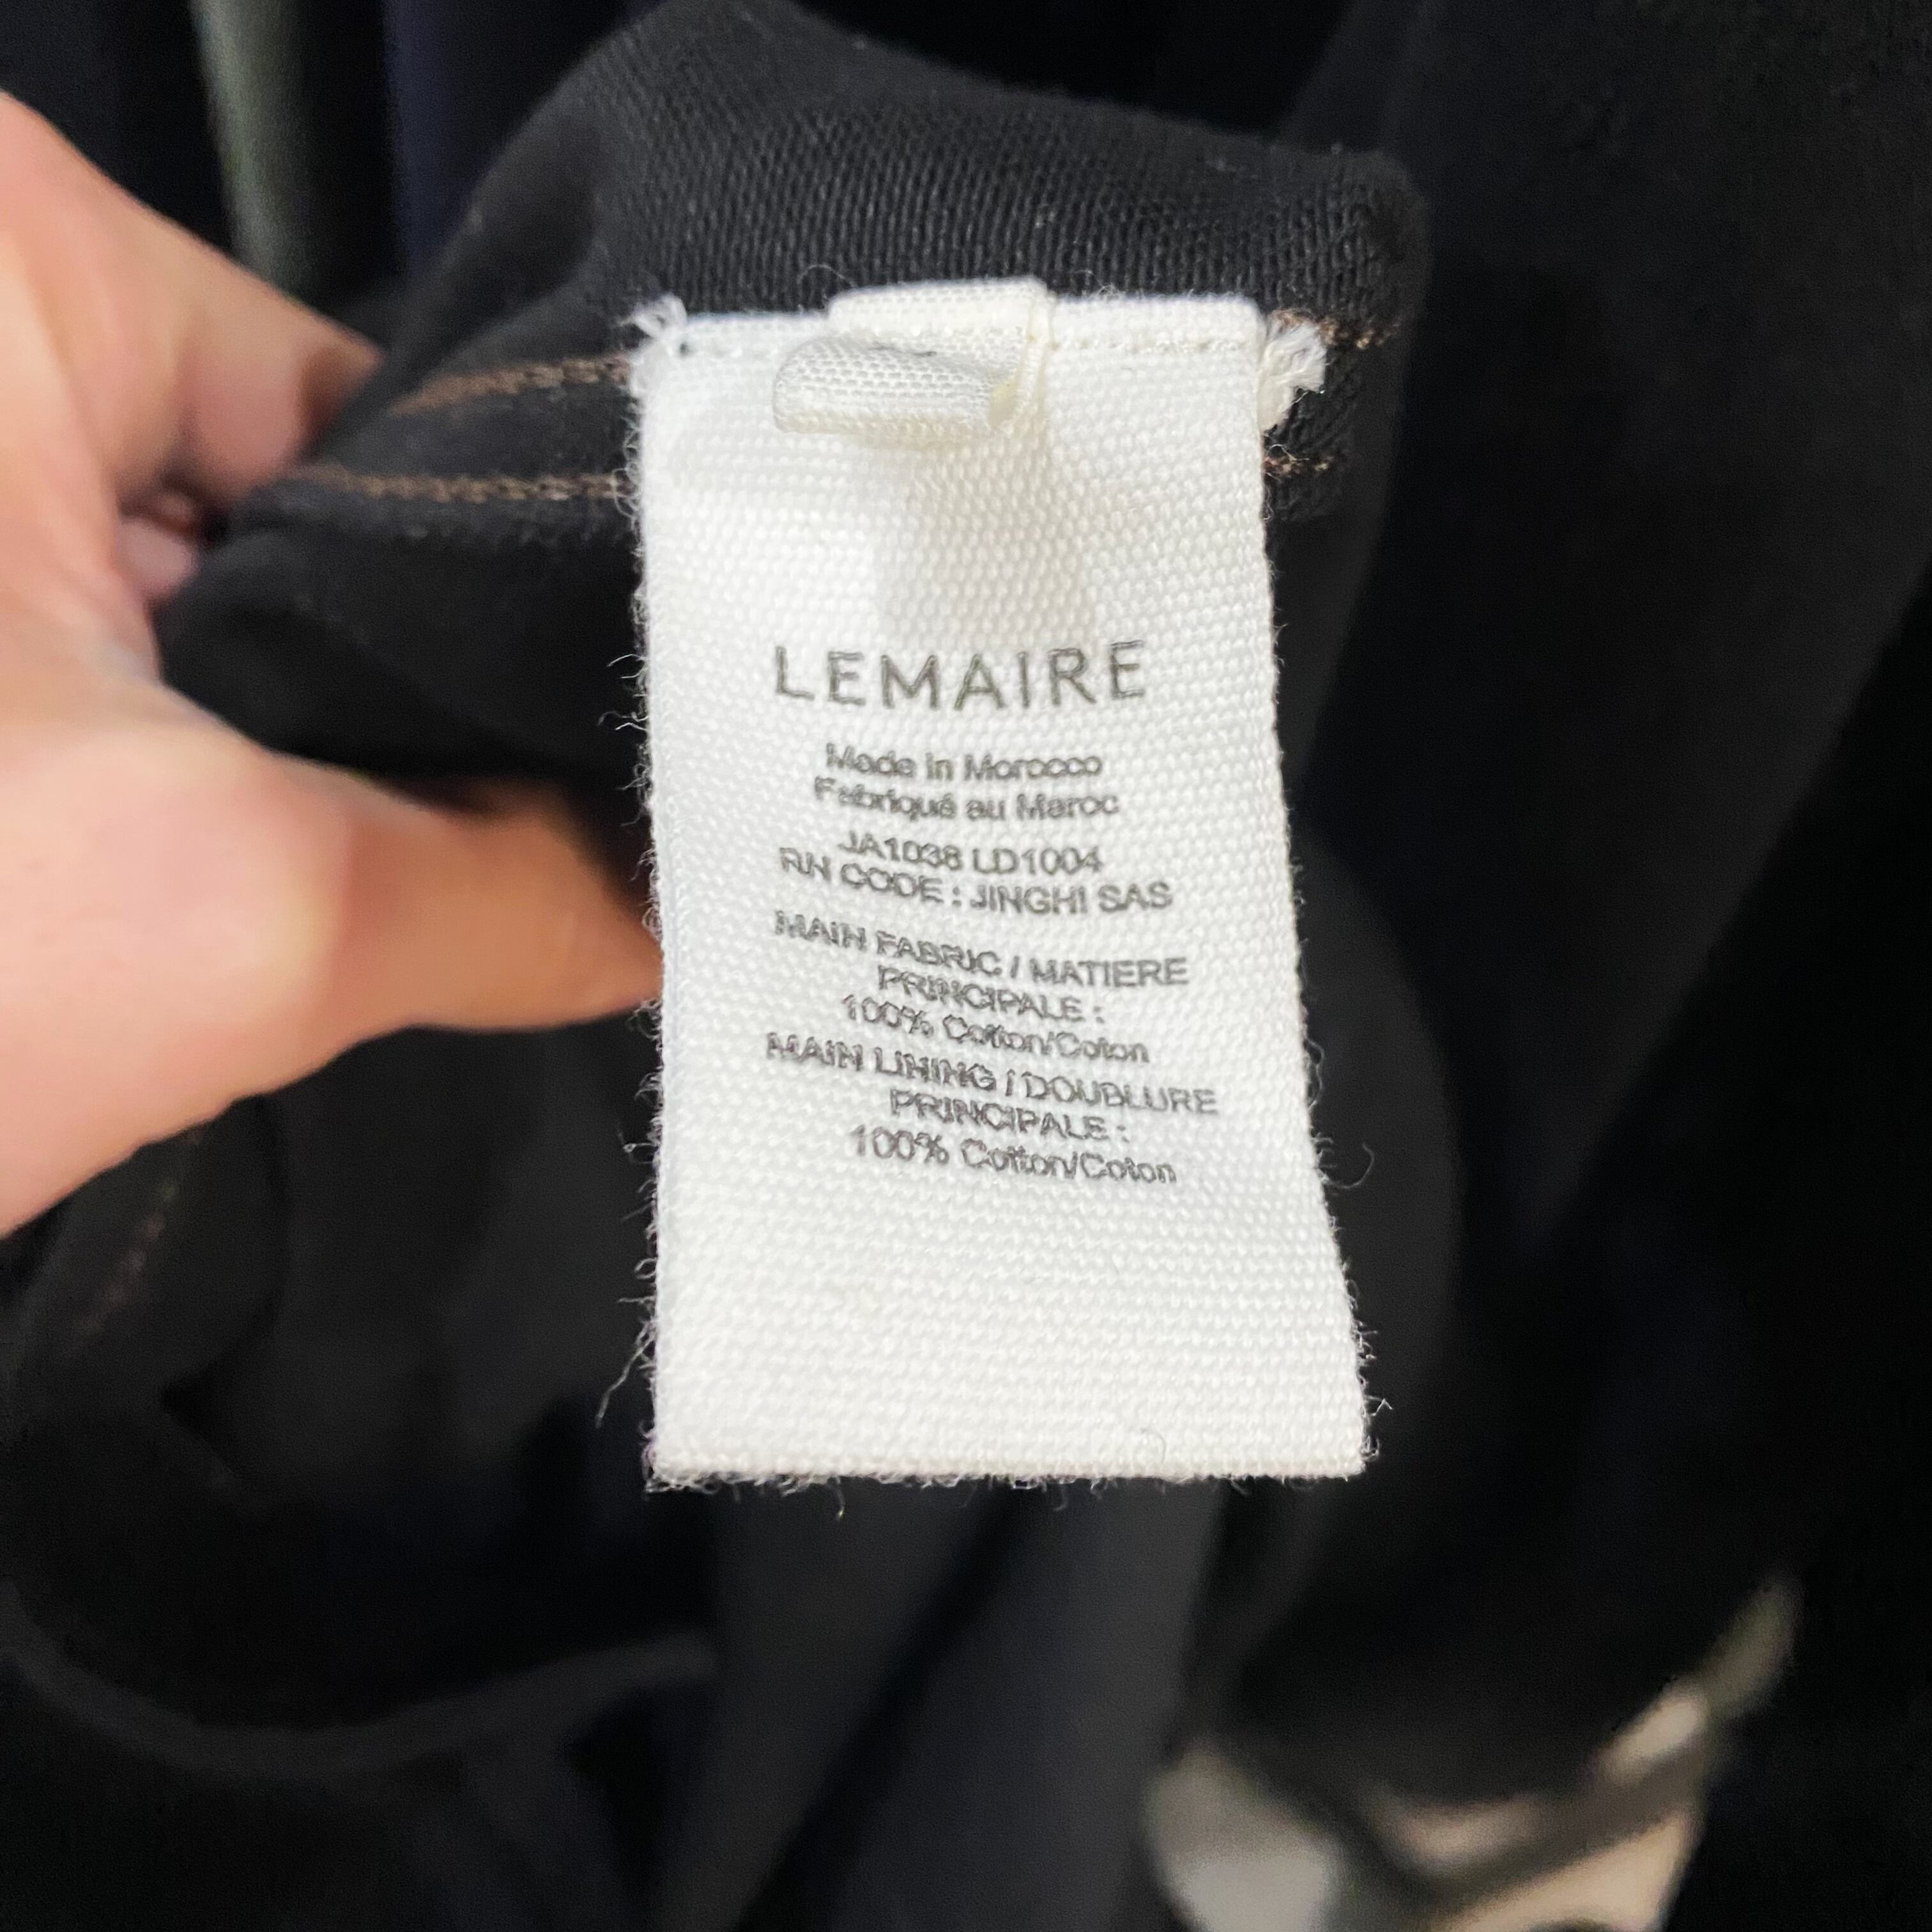 LEMAIRE
Made in Morocco
Fabriqué au Maroc
JA1038 LD1004
RN CODE : JINGHI SAS
MAIN FABRIC / MATIERE
PRINCIPALE :
100% Cotton/Coton
MAIN LINING / DOUBLURE
PRINCIPALE :
100% Cotton/Coton